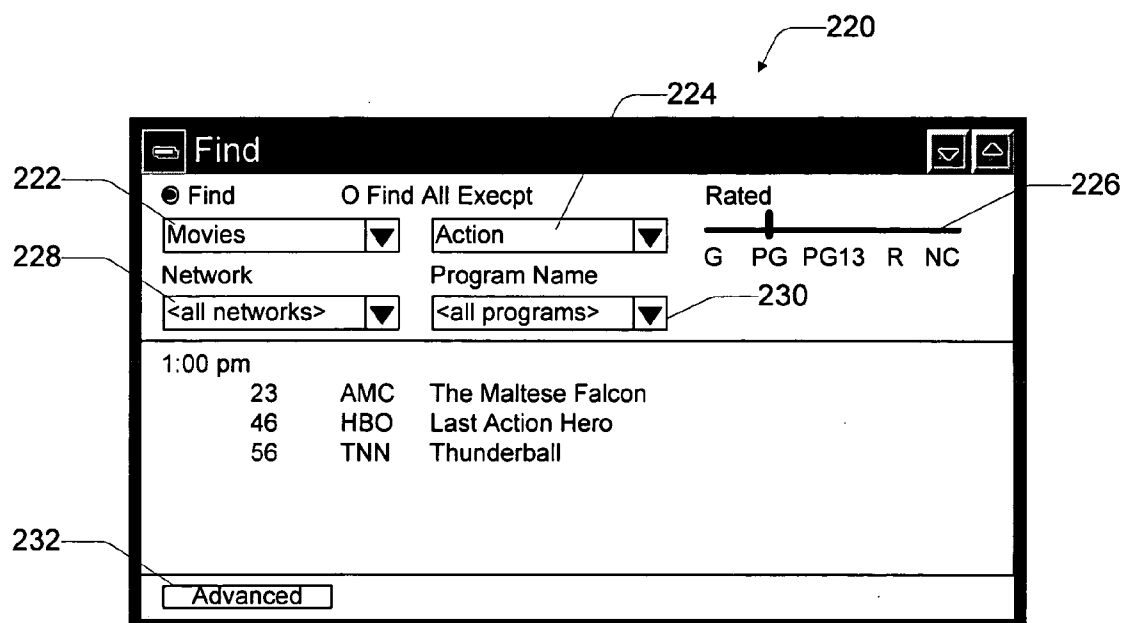 220
224
Find
222
Find O Find All Execpt Rated
226
Movies Action
G PG PG13 R NC
228
Network Program Name
230
<all networks> <all programs>
1:00 pm
23 AMC The Maltese Falcon
46 HBO Last Action Hero
56 TNN Thunderball
232
Advanced